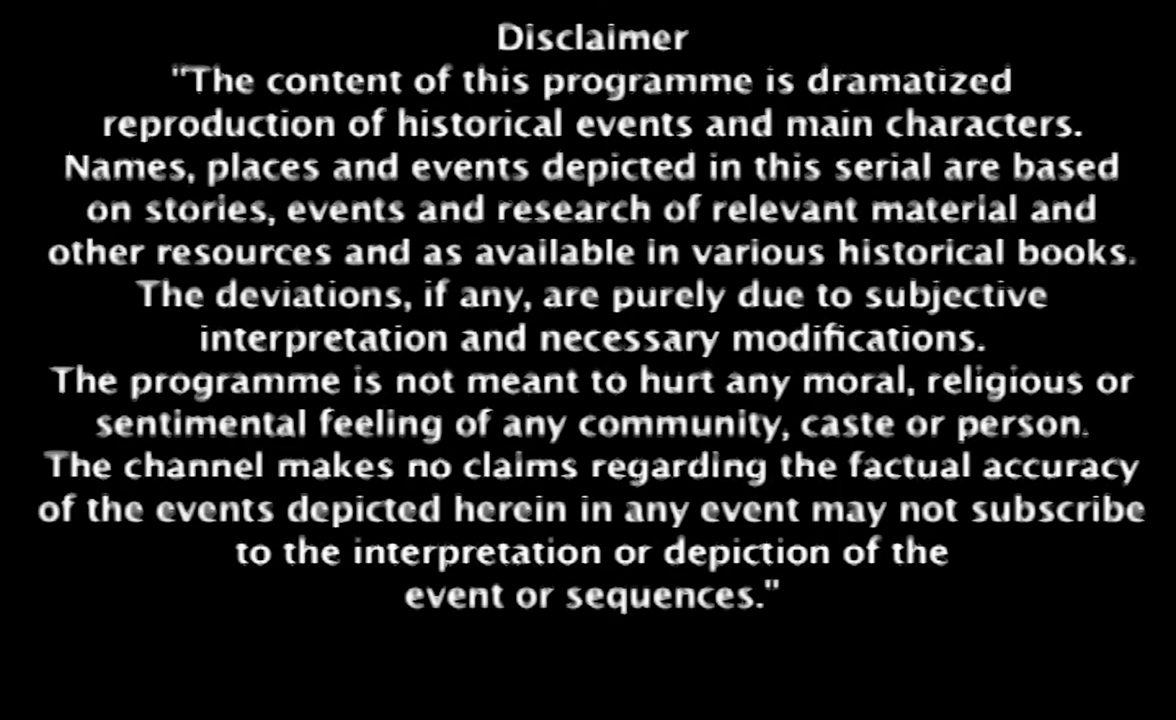 Disclaimer
"The content of this programme is dramatized
reproduction of historical events and main characters.
Names, places and events depicted in this serial are based
on stories, events and research of relevant material and
other resources and as available in various historical books.
The deviations, if any, are purely due to subjective
interpretation and necessary modifications.
The programme is not meant to hurt any moral, religious or
sentimental feeling of any community, caste or person.
The channel makes no claims regarding the factual accuracy
of the events depicted herein in any event may not subscribe
to the interpretation or depiction of the
event or sequences."